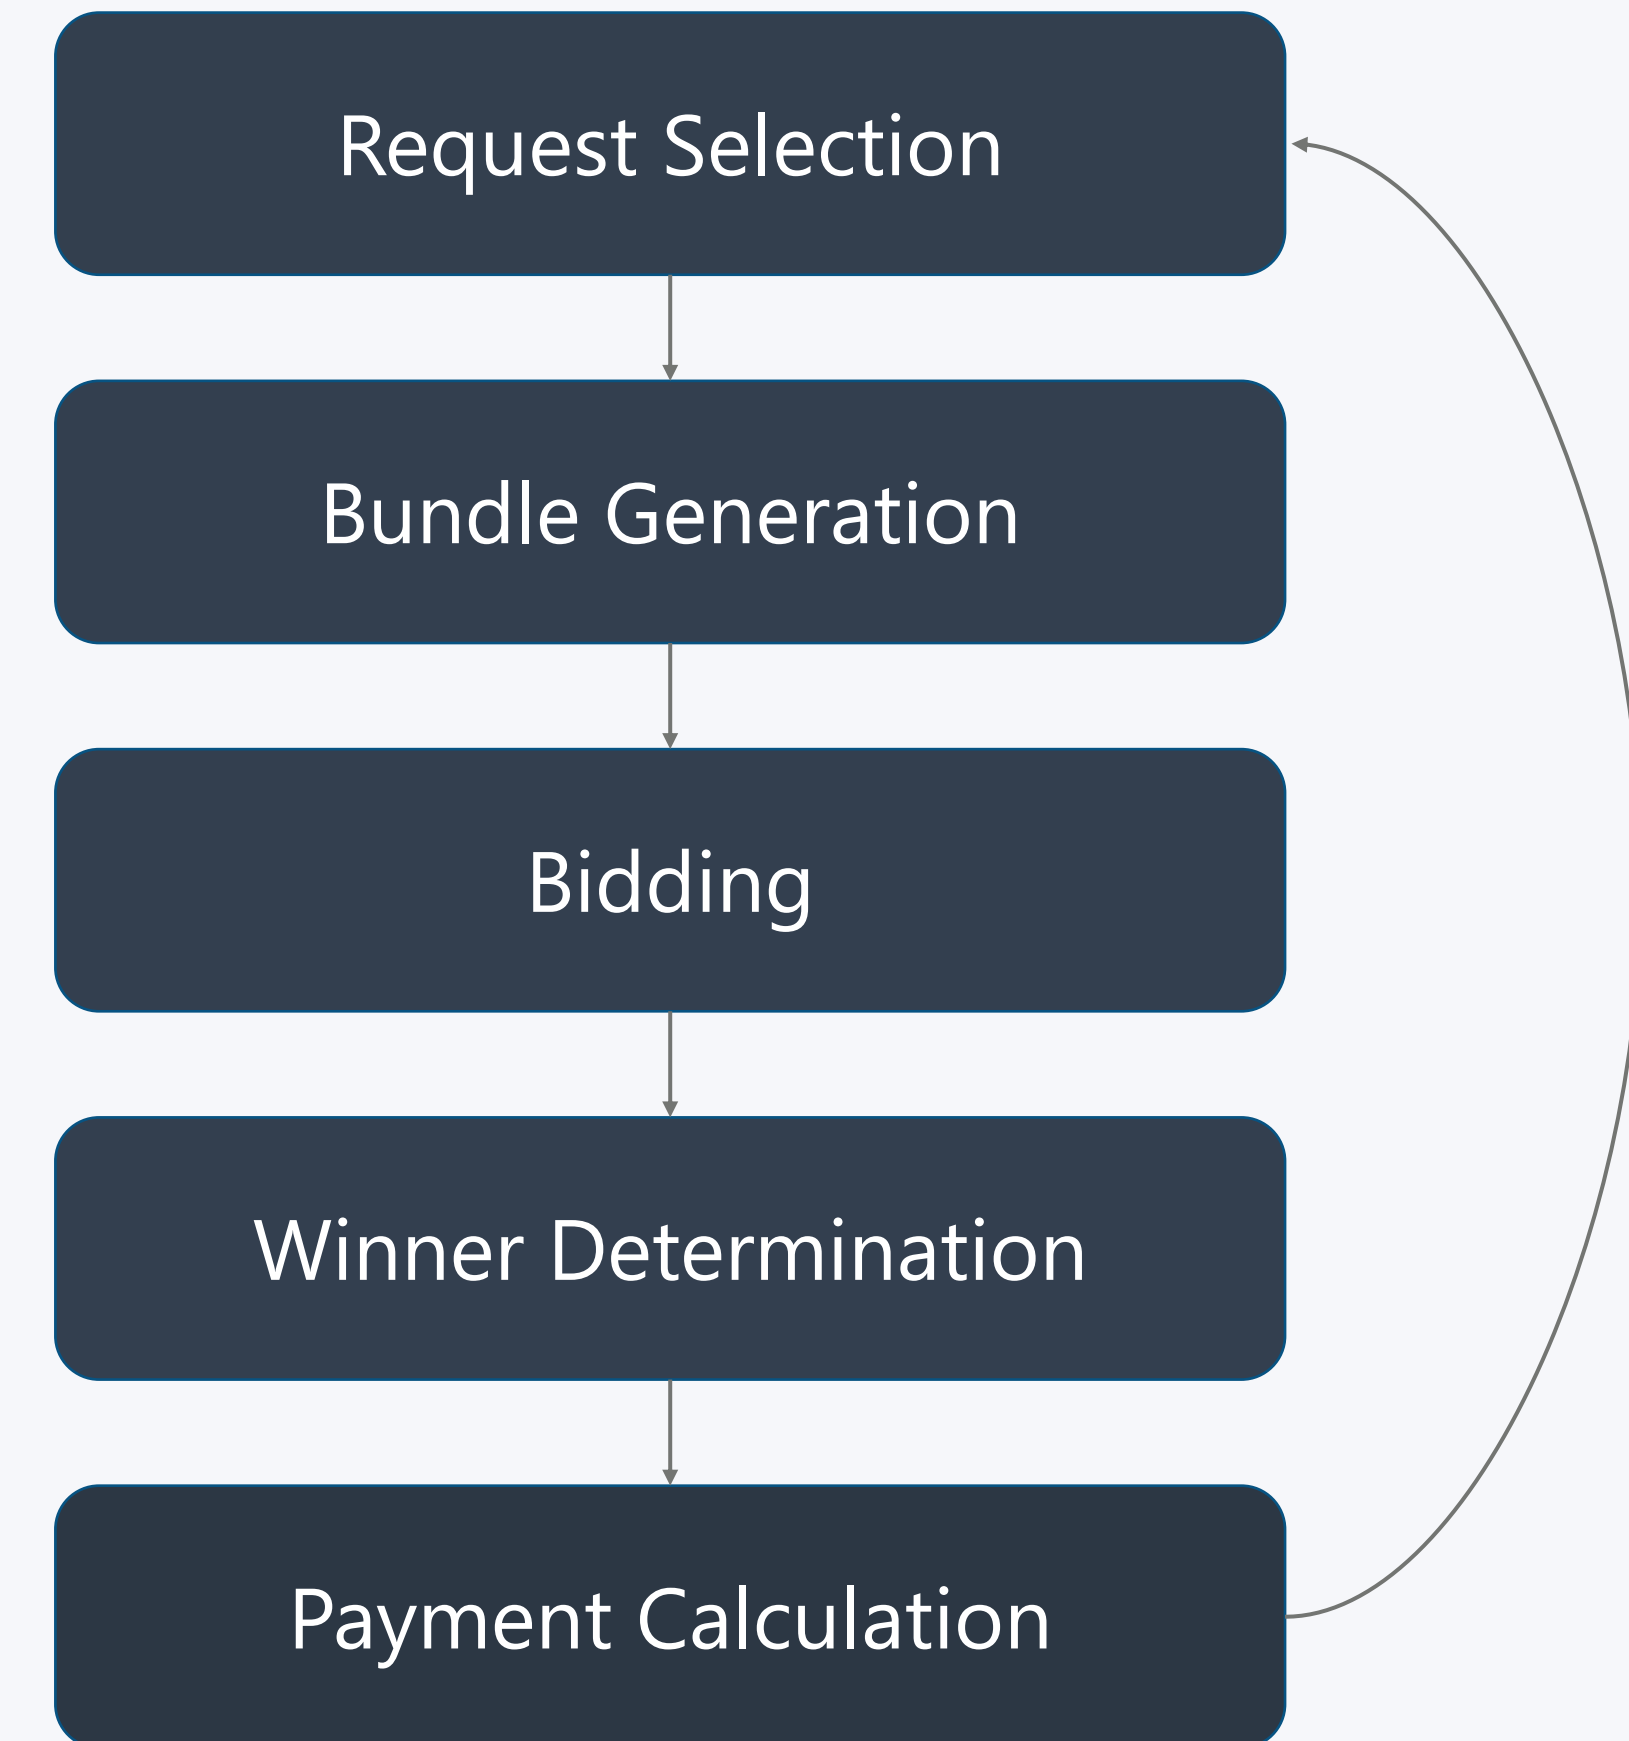 Request Selection
Bundle Generation
Bidding
Winner Determination
Payment Calculation